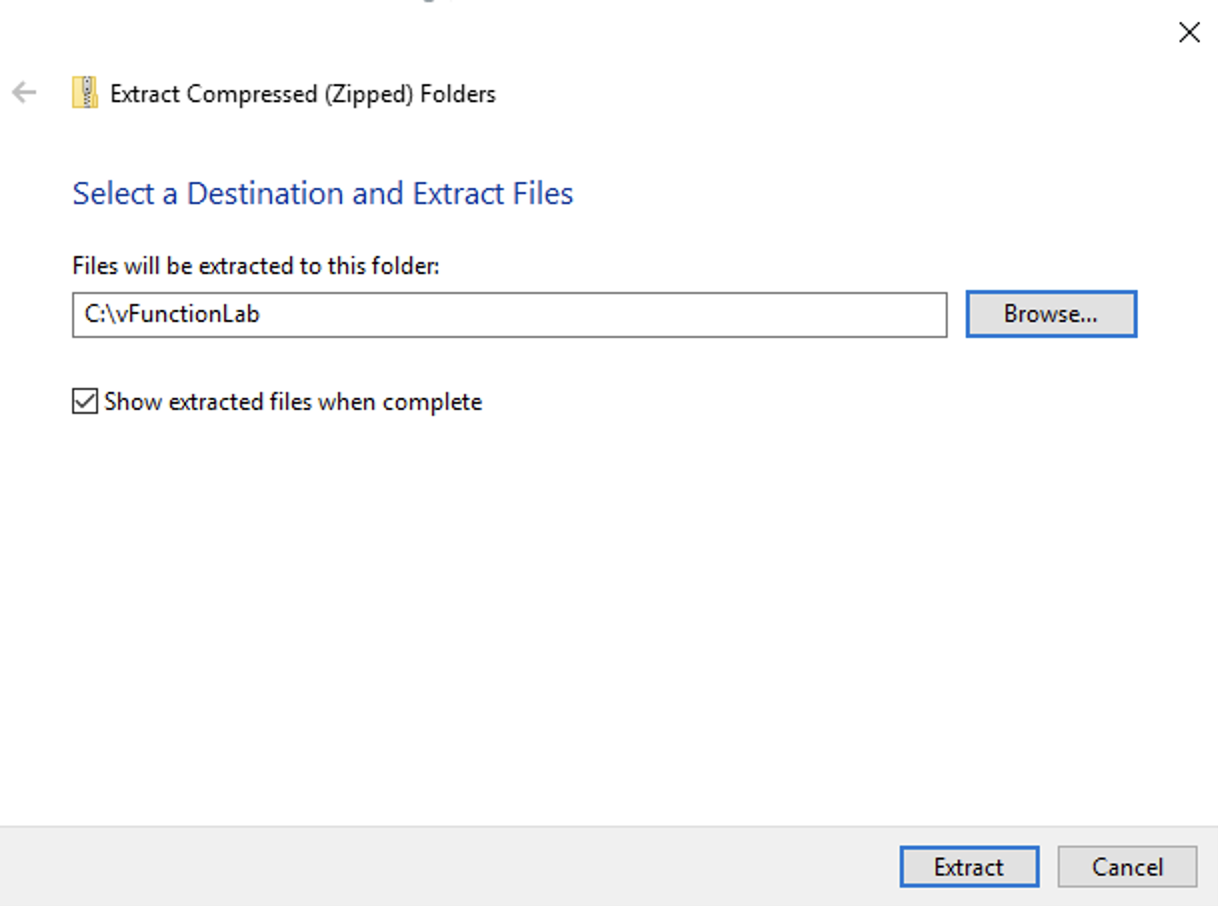 Extract Compressed (Zipped) Folders
Select a Destination and Extract Files
Files will be extracted to this folder:
C:\vFunctionLab
Browse...
Show extracted files when complete
Extract
Cancel